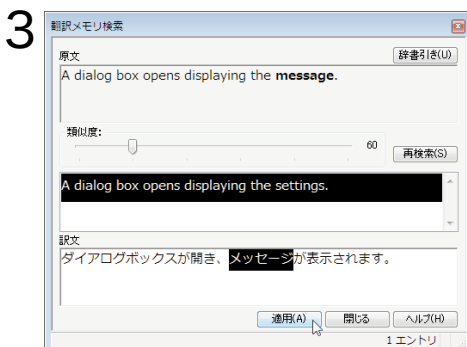 3
翻訳メモリ検索
原文
辞書引き(U)
A dialog box opens displaying the message.
類似度:
60
再検索(S)
A dialog box opens displaying the settings.
訳文
ダイアログボックスが開き、メッセージが表示されます。
適用(A) 閉じる ヘルプ(H)
1 エントリ